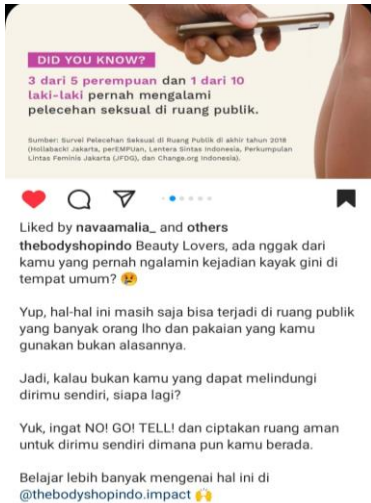 DID YOU KNOW?
3 dari 5 perempuan dan 1 dari 10
laki-laki pernah mengalami
pelecehan seksual di ruang publik.
Sumber: Survei Pelecehan Seksual di Ruang Publik di akhir tahun 2018
(Hollaback! Jakarta, perEMPUan, Lentera Sintas Indonesia, Perkumpulan
Lintas Feminis Jakarta (JFDG), dan Change.org Indonesia).
Liked by navaamalia_ and others
thebodyshopindo Beauty Lovers, ada nggak dari
kamu yang pernah ngalamin kejadian kayak gini di
tempat umum? 😢
Yup, hal-hal ini masih saja bisa terjadi di ruang publik
yang banyak orang lho dan pakaian yang kamu
gunakan bukan alasannya.
Jadi, kalau bukan kamu yang dapat melindungi
dirimu sendiri, siapa lagi?
Yuk, ingat NO! GO! TELL! dan ciptakan ruang aman
untuk dirimu sendiri dimana pun kamu berada.
Belajar lebih banyak mengenai hal ini di
@thebodyshopindo.impact 🙌